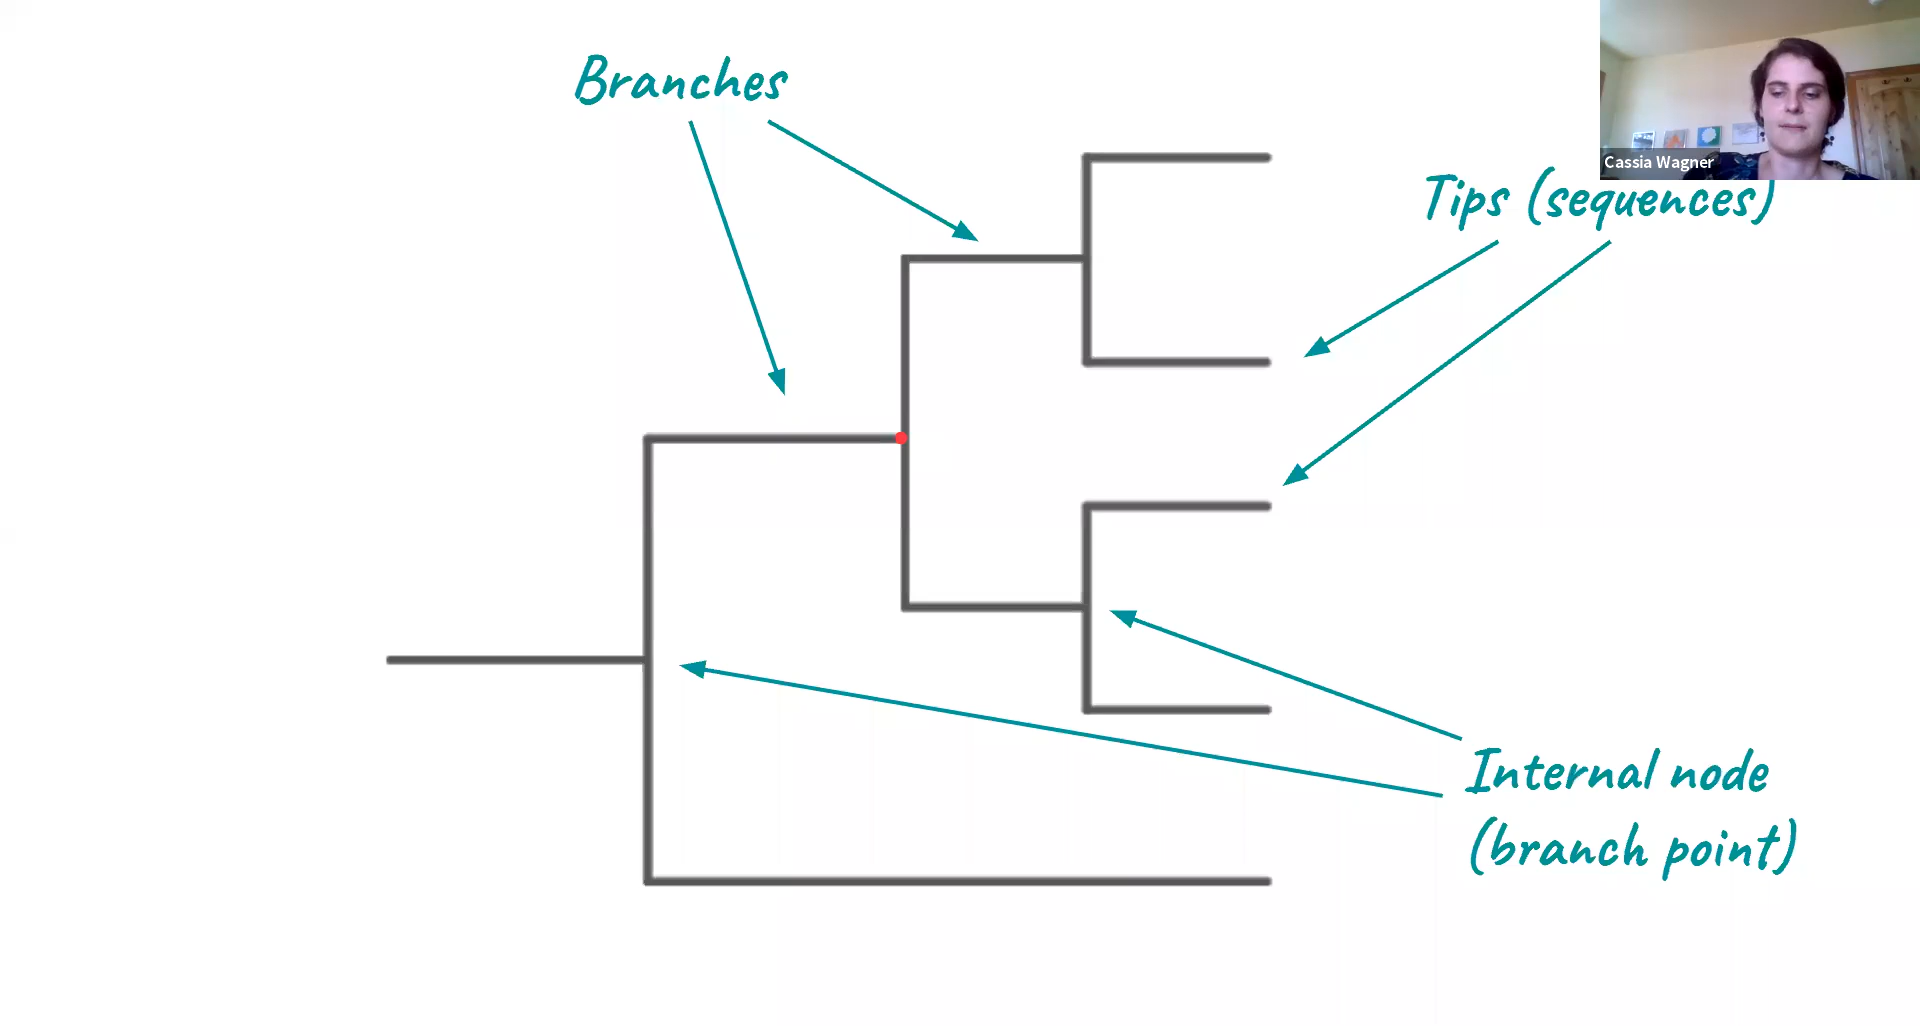 Branches
Cassia Wagner
Tips (sequences)
Internal node
(branch point)